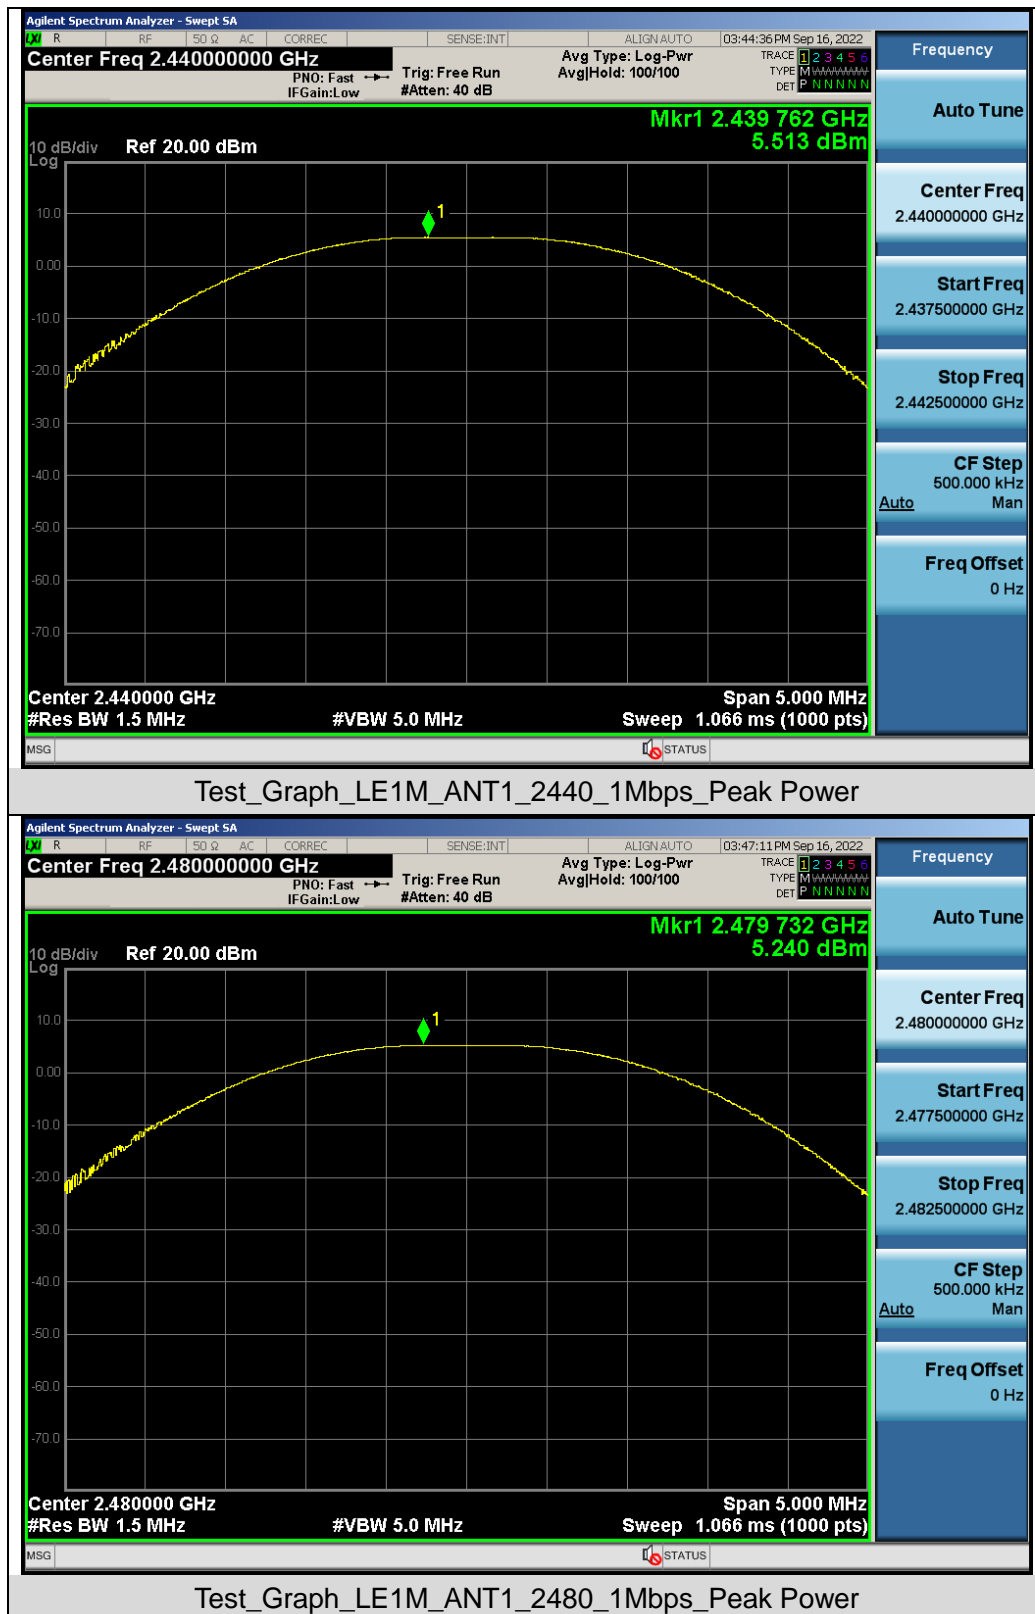 Agilent Spectrum Analyzer - Swept SA
LXI R RF 50 Ω AC CORREC SENSE:INT ALIGN AUTO 03:44:36 PM Sep 16, 2022
Center Freq 2.440000000 GHz
PNO: Fast
IFGain:Low
Trig: Free Run
#Atten: 40 dB
Avg Type: Log-Pwr
Avg|Hold: 100/100
TRACE 1 2 3 4 5 6
TYPE M WWWWW
DET P N N N N N
Mkr1 2.439 762 GHz
5.513 dBm
10 dB/div Ref 20.00 dBm
Log
10.0
1
0.00
-10.0
-20.0
-30.0
-40.0
-50.0
-60.0
-70.0
Center 2.440000 GHz Span 5.000 MHz
#Res BW 1.5 MHz #VBW 5.0 MHz Sweep 1.066 ms (1000 pts)
MSG STATUS
Frequency
Auto Tune
Center Freq
2.440000000 GHz
Start Freq
2.437500000 GHz
Stop Freq
2.442500000 GHz
CF Step
500.000 kHz
Auto Man
Freq Offset
0 Hz
Test_Graph_LE1M_ANT1_2440_1Mbps_Peak Power
Agilent Spectrum Analyzer - Swept SA
LXI R RF 50 Ω AC CORREC SENSE:INT ALIGN AUTO 03:47:11 PM Sep 16, 2022
Center Freq 2.480000000 GHz
PNO: Fast
IFGain:Low
Trig: Free Run
#Atten: 40 dB
Avg Type: Log-Pwr
Avg|Hold: 100/100
TRACE 1 2 3 4 5 6
TYPE M WWWWW
DET P N N N N N
Mkr1 2.479 732 GHz
5.240 dBm
10 dB/div Ref 20.00 dBm
Log
10.0
1
0.00
-10.0
-20.0
-30.0
-40.0
-50.0
-60.0
-70.0
Center 2.480000 GHz Span 5.000 MHz
#Res BW 1.5 MHz #VBW 5.0 MHz Sweep 1.066 ms (1000 pts)
MSG STATUS
Frequency
Auto Tune
Center Freq
2.480000000 GHz
Start Freq
2.477500000 GHz
Stop Freq
2.482500000 GHz
CF Step
500.000 kHz
Auto Man
Freq Offset
0 Hz
Test_Graph_LE1M_ANT1_2480_1Mbps_Peak Power